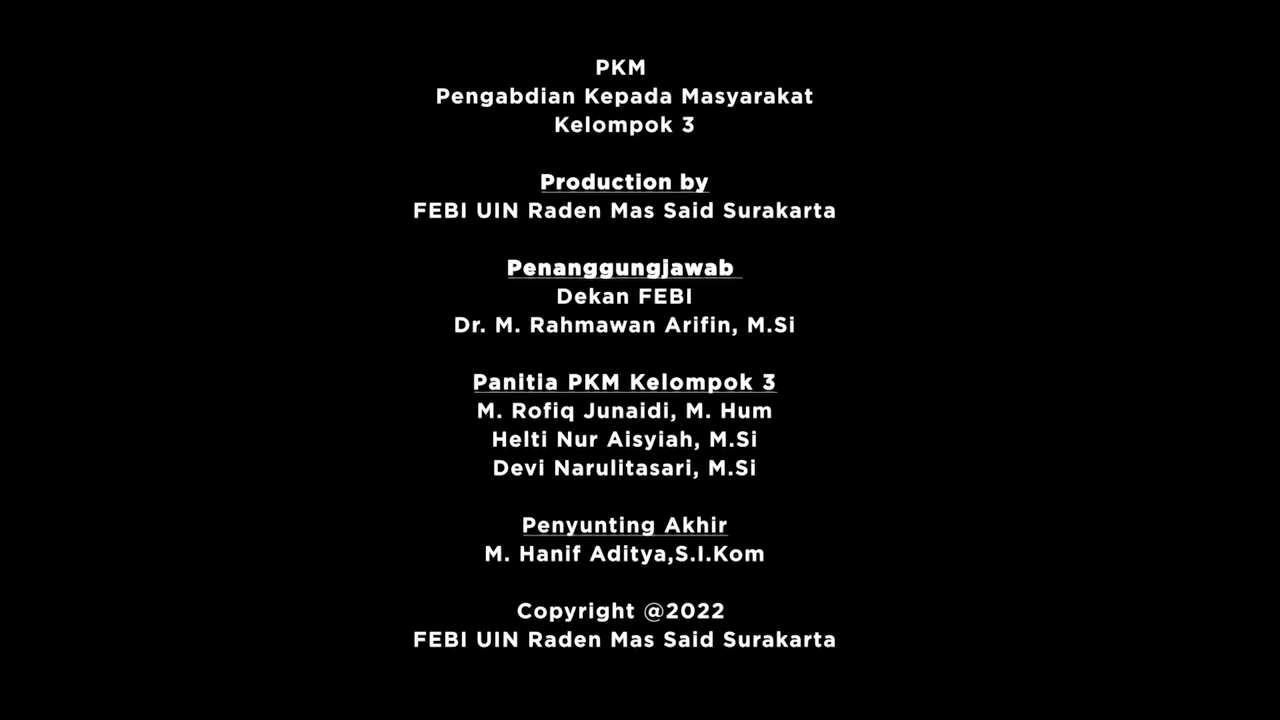 PKM
Pengabdian Kepada Masyarakat
Kelompok 3
Production by
FEBI UIN Raden Mas Said Surakarta
Penanggungjawab
Dekan FEBI
Dr. M. Rahmawan Arifin, M.Si
Panitia PKM Kelompok 3
M. Rofiq Junaidi, M. Hum
Helti Nur Aisyiah, M.Si
Devi Narulitasari, M.Si
Penyunting Akhir
M. Hanif Aditya,S.I.Kom
Copyright @2022
FEBI UIN Raden Mas Said Surakarta